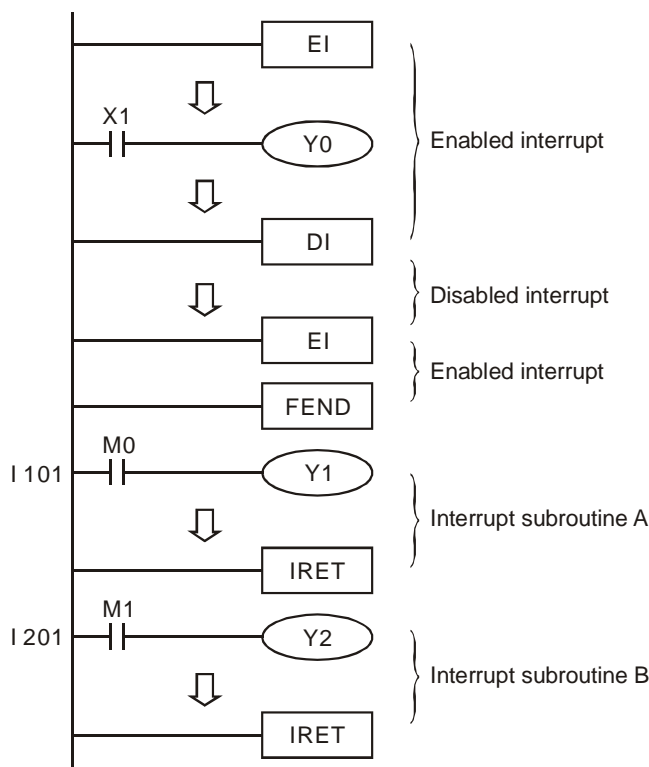 EI
X1
Y0
Enabled interrupt
DI
Disabled interrupt
EI
Enabled interrupt
FEND
M0
I 101
Y1
Interrupt subroutine A
IRET
M1
I 201
Y2
Interrupt subroutine B
IRET